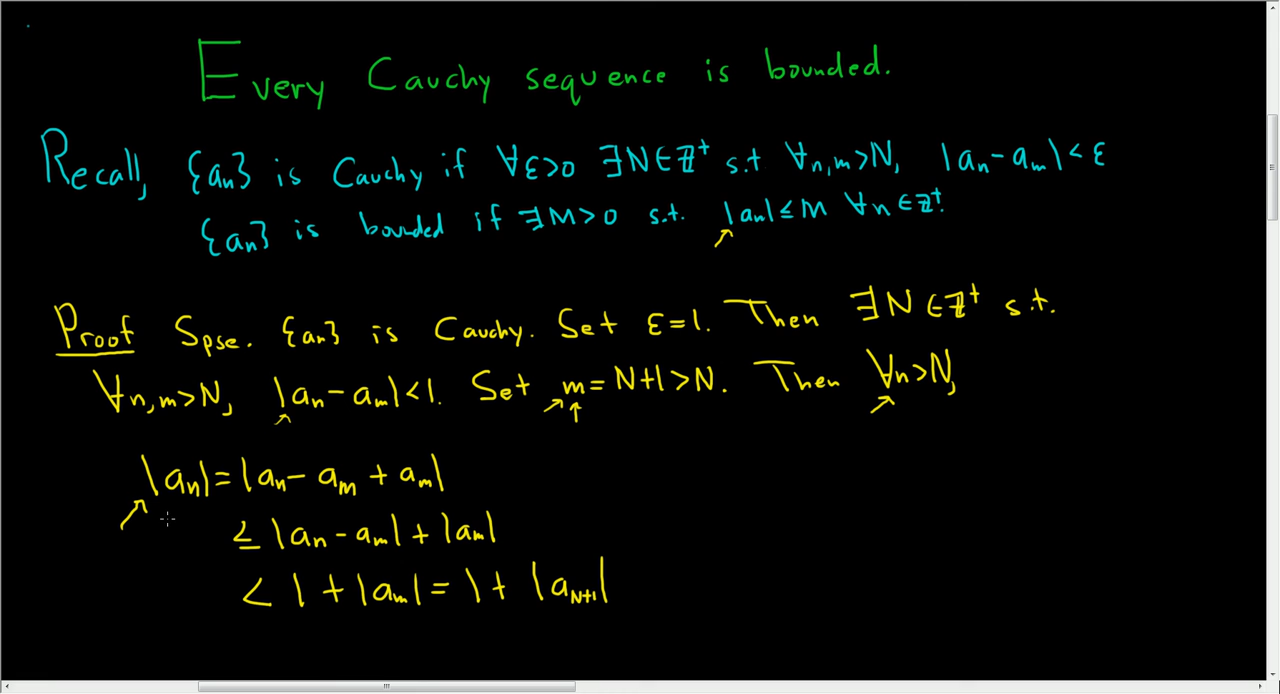 Every Cauchy sequence is bounded.
Recall, {aₙ} is Cauchy if ∀ε>0 ∃N∈ℤ⁺ s.t ∀n,m>N, |aₙ-aₘ|<ε
{aₙ} is bounded if ∃M>0 s.t. |aₙ|≤M ∀n∈ℤ⁺.
Proof Spse. {aₙ} is Cauchy. Set ε=1. Then ∃N∈ℤ⁺ s.t.
∀n,m>N, |aₙ-aₘ|<1. Set m=N+1>N. Then ∀n>N,
|aₙ|=|aₙ-aₘ+aₘ|
≤|aₙ-aₘ|+|aₘ|
<1+|aₘ|=1+|a_{N+1}|